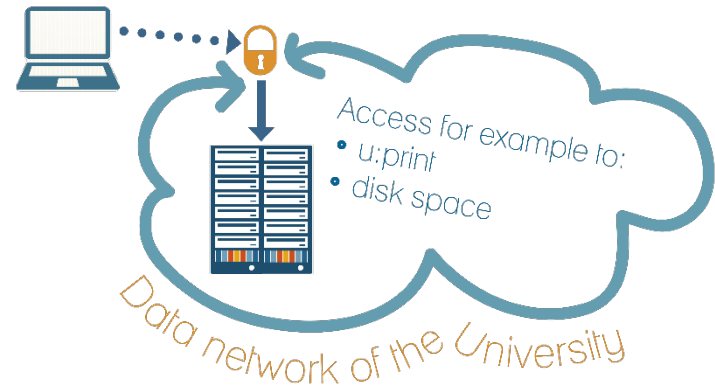 Access for example to:
• u:print
• disk space
Data network of the University